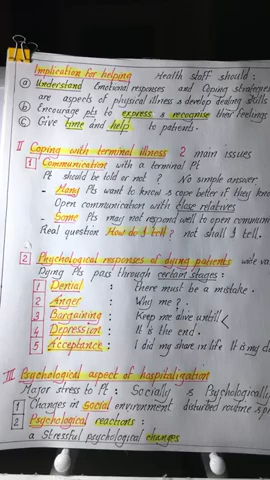 Implication for helping Health staff should :
(a) Understand Emotional responses and Coping strategies
are aspects of physical illness & develop dealing skills
(b) Encourage pts to express & recognise their feelings
(c) Give time and help to patients.
II Coping with terminal illness 2 main issues
1 Communication with a terminal Pt
Pt should be told or not? No simple answer
- Many Pts want to know & cope better if they know
Open communication with close relatives
- Some Pts may not respond well to open commun
Real question How do I tell? not shall I tell.
2 Psychological responses of dying patients wide va
Dying Pts pass through certain stages :
1 Denial : there must be a mistake.
2 Anger : Why me?
3 Bargaining : Keep me alive until
4 Depression : It is the end.
5 Acceptance : I did my share in life It is my d
III Psychological aspect of hospitalization
Major stress to Pt : Socially & Psychologically
1 Changes in Social environment disturbed routine
2 Psychological reactions :
a Stressful psychological changes